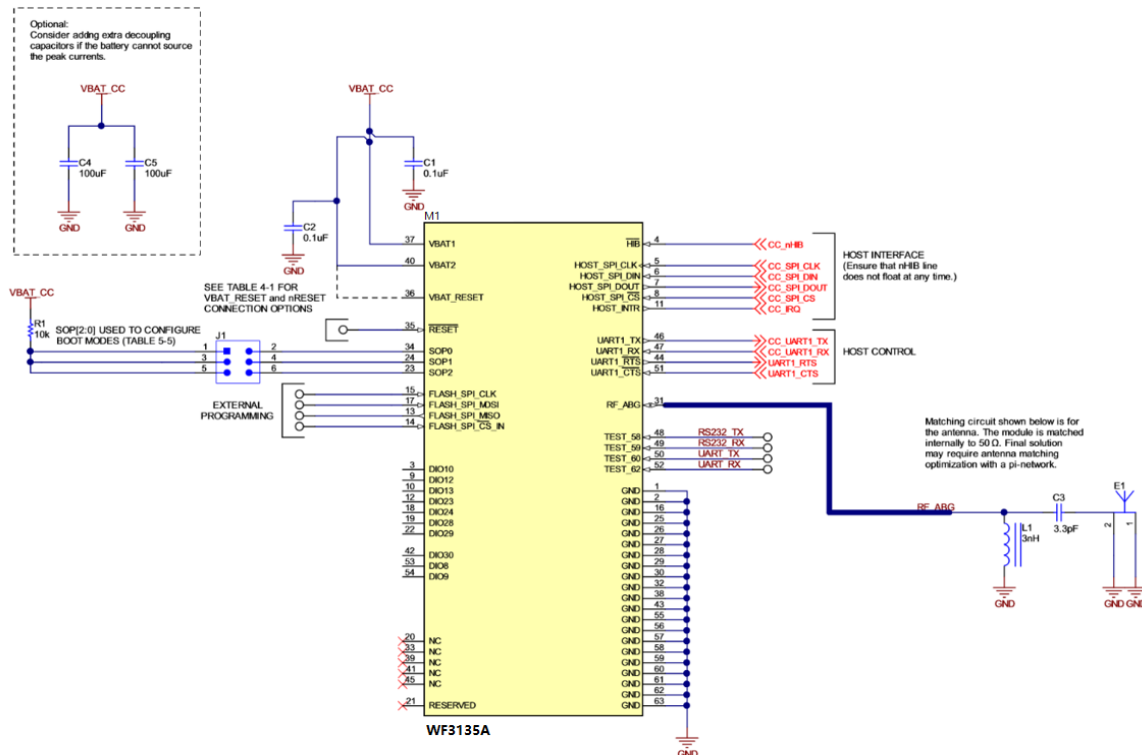 Optional:
Consider adding extra decoupling
capacitors if the battery cannot source
the peak currents.
VBAT_CC
C4
100uF
C5
100uF
GND
GND
VBAT_CC
C1
0.1uF
GND
C2
0.1uF
GND
M1
37 VBAT1
40 VBAT2
36 VBAT_RESET
SEE TABLE 4-1 FOR
VBAT_RESET and nRESET
CONNECTION OPTIONS
35 RESET
VBAT_CC
R1
10k
SOP[2:0] USED TO CONFIGURE
BOOT MODES (TABLE 5-5)
J1
1 2 34 SOP0
3 4 24 SOP1
5 6 23 SOP2
EXTERNAL
PROGRAMMING
15 FLASH_SPI_CLK
17 FLASH_SPI_MOSI
13 FLASH_SPI_MISO
14 FLASH_SPI_CS_IN
3 DIO10
9 DIO12
10 DIO13
12 DIO23
18 DIO24
19 DIO28
22 DIO29
42 DIO30
53 DIO8
54 DIO9
20 NC
33 NC
39 NC
41 NC
45 NC
21 RESERVED
WF3135A
HIB 4 CC_nHIB
HOST_SPI_CLK 5 CC_SPI_CLK
HOST_SPI_DIN 6 CC_SPI_DIN
HOST_SPI_DOUT 7 CC_SPI_DOUT
HOST_SPI_CS 8 CC_SPI_CS
HOST_INTR 11 CC_IRQ
HOST INTERFACE
(Ensure that nHIB line
does not float at any time.)
UART1_TX 46 CC_UART1_TX
UART1_RX 47 CC_UART1_RX
UART1_RTS 44 UART1_RTS
UART1_CTS 51 UART1_CTS
HOST CONTROL
RF_ABG 31
TEST_58 48 RS232_TX
TEST_59 49 RS232_RX
TEST_60 50 UART_TX
TEST_62 52 UART_RX
GND 1
GND 2
GND 16
GND 25
GND 26
GND 27
GND 28
GND 29
GND 30
GND 32
GND 38
GND 43
GND 55
GND 56
GND 57
GND 58
GND 59
GND 60
GND 61
GND 62
GND 63
GND
Matching circuit shown below is for
the antenna. The module is matched
internally to 50 Ω. Final solution
may require antenna matching
optimization with a pi-network.
RF_ABG
L1
3nH
GND
C3
3.3pF
E1
2
1
GND
GND